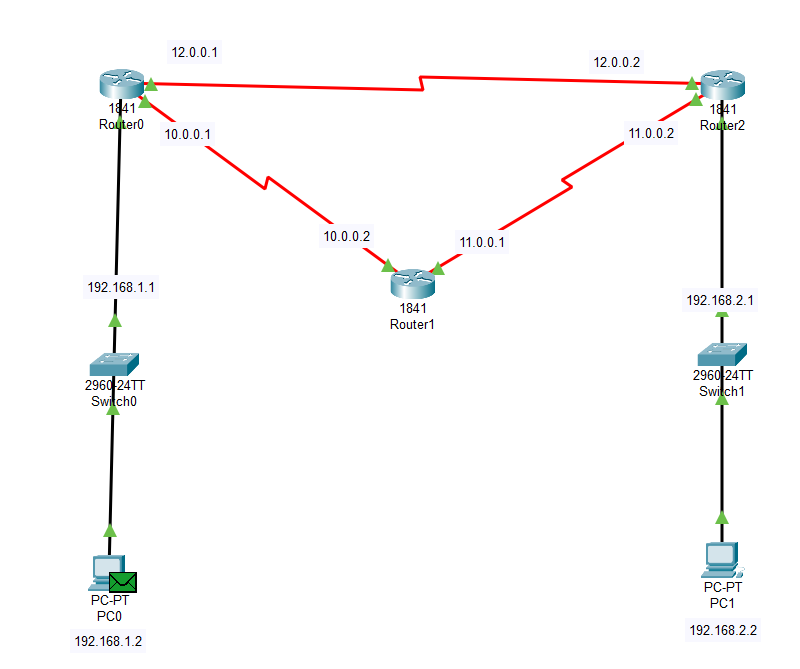 12.0.0.1
12.0.0.2
1841
Router0
1841
Router2
10.0.0.1
11.0.0.2
10.0.0.2
11.0.0.1
1841
Router1
192.168.1.1
192.168.2.1
2960-24TT
Switch0
2960-24TT
Switch1
PC-PT
PC0
PC-PT
PC1
192.168.1.2
192.168.2.2